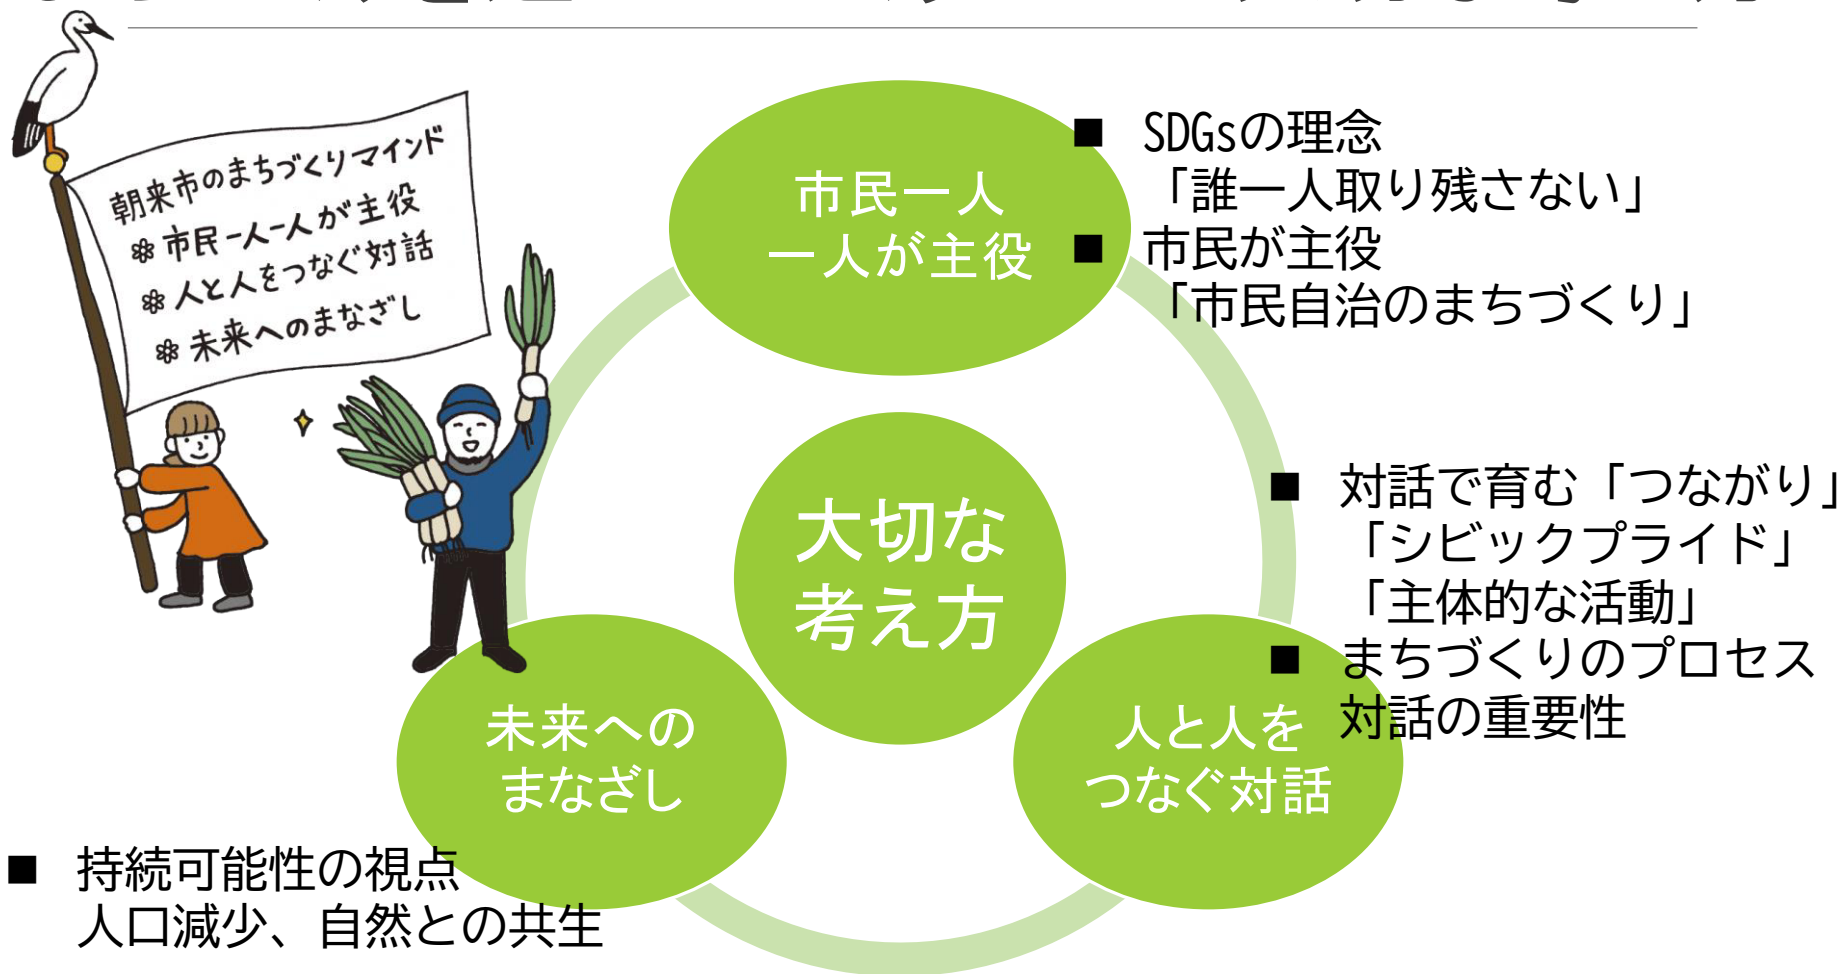 朝来市のまちづくりマインド
❀ 市民一人一人が主役
❀ 人と人をつなぐ対話
❀ 未来へのまなざし
市民一人
一人が主役
■ SDGsの理念
「誰一人取り残さない」
■ 市民が主役
「市民自治のまちづくり」
大切な
考え方
■ 対話で育む「つながり」
「シビックプライド」
「主体的な活動」
■ まちづくりのプロセス
対話の重要性
人と人を
つなぐ対話
未来への
まなざし
■ 持続可能性の視点
人口減少、自然との共生